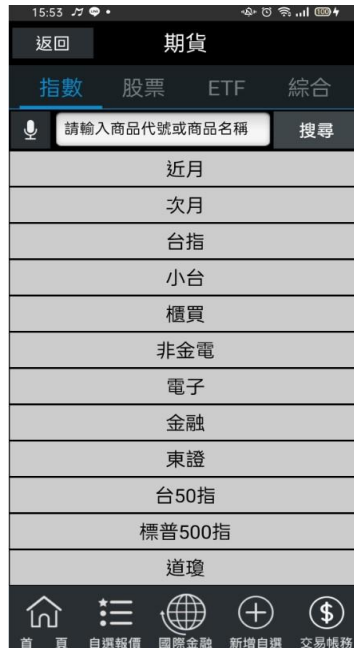 15:53 100
返回 期貨
指數 股票 ETF 綜合
請輸入商品代號或商品名稱 搜尋
近月
次月
台指
小台
櫃買
非金電
電子
金融
東證
台50指
標普500指
道瓊
首頁 自選報價 國際金融 新增自選 交易帳務